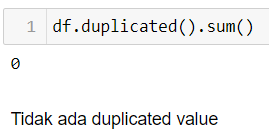 1 df.duplicated().sum()
0
Tidak ada duplicated value